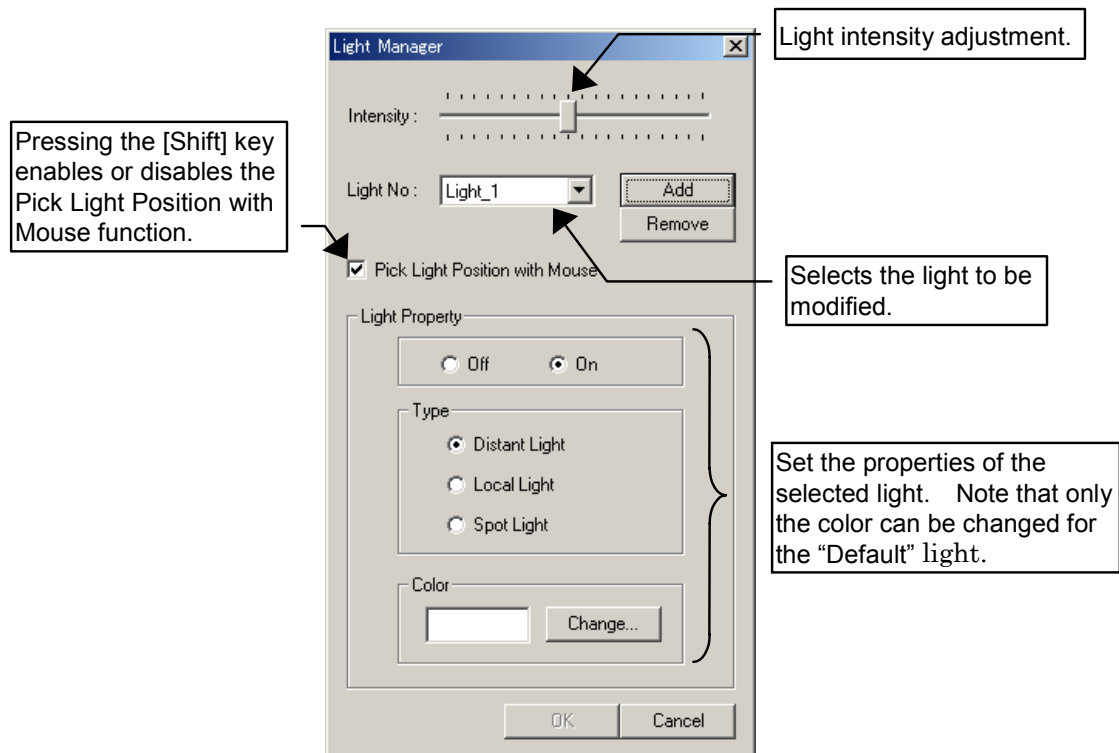 Light intensity adjustment.
Light Manager
Intensity :
Pressing the [Shift] key
enables or disables the
Pick Light Position with
Mouse function.
Light No :
Light_1
Add
Remove
Pick Light Position with Mouse
Selects the light to be
modified.
Light Property
Off
On
Type
Distant Light
Local Light
Spot Light
Set the properties of the
selected light. Note that only
the color can be changed for
the “Default” light.
Color
Change...
OK
Cancel